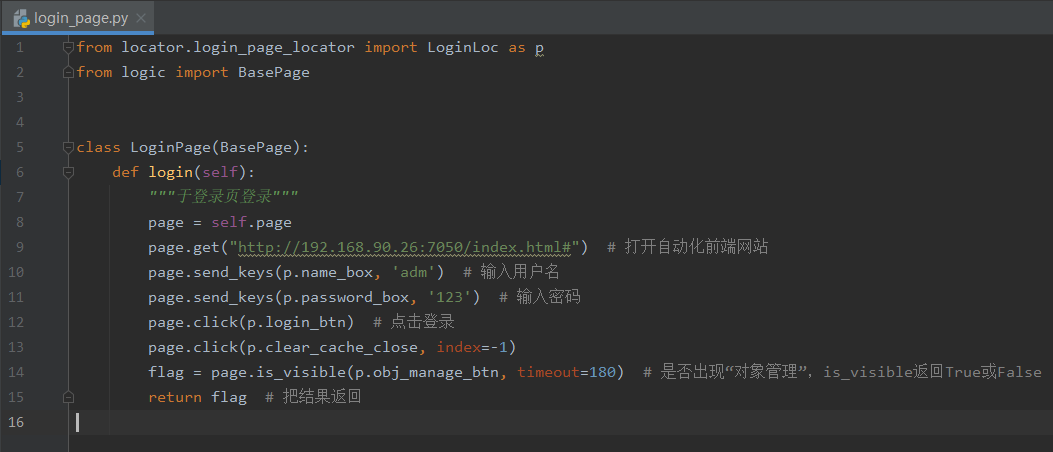 login_page.py
1 from locator.login_page_locator import LoginLoc as p
2 from logic import BasePage
3
4
5 class LoginPage(BasePage):
6     def login(self):
7         """于登录页登录"""
8         page = self.page
9         page.get("http://192.168.90.26:7050/index.html#")  # 打开自动化前端网站
10         page.send_keys(p.name_box, 'adm')  # 输入用户名
11         page.send_keys(p.password_box, '123')  # 输入密码
12         page.click(p.login_btn)  # 点击登录
13         page.click(p.clear_cache_close, index=-1)
14         flag = page.is_visible(p.obj_manage_btn, timeout=180)  # 是否出现“对象管理”，is_visible返回True或False
15         return flag  # 把结果返回
16